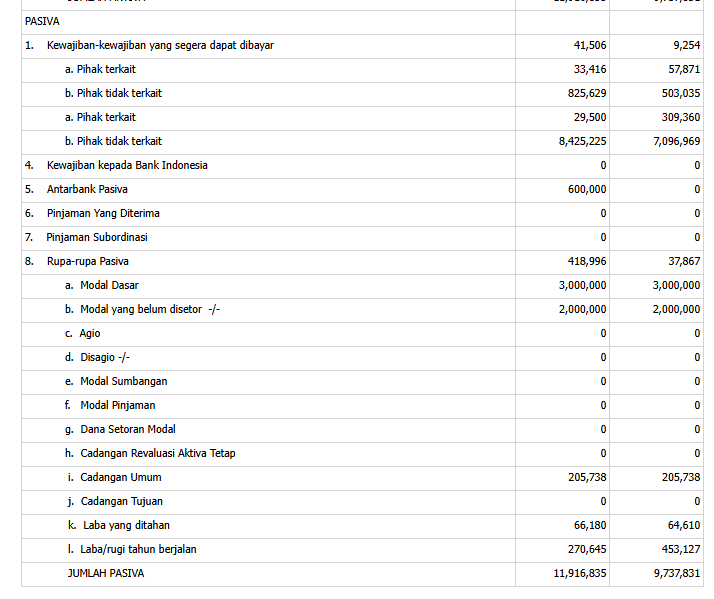 PASIVA
1. Kewajiban-kewajiban yang segera dapat dibayar 41,506 9,254
a. Pihak terkait 33,416 57,871
b. Pihak tidak terkait 825,629 503,035
a. Pihak terkait 29,500 309,360
b. Pihak tidak terkait 8,425,225 7,096,969
4. Kewajiban kepada Bank Indonesia 0 0
5. Antarbank Pasiva 600,000 0
6. Pinjaman Yang Diterima 0 0
7. Pinjaman Subordinasi 0 0
8. Rupa-rupa Pasiva 418,996 37,867
a. Modal Dasar 3,000,000 3,000,000
b. Modal yang belum disetor -/- 2,000,000 2,000,000
c. Agio 0 0
d. Disagio -/- 0 0
e. Modal Sumbangan 0 0
f. Modal Pinjaman 0 0
g. Dana Setoran Modal 0 0
h. Cadangan Revaluasi Aktiva Tetap 0 0
i. Cadangan Umum 205,738 205,738
j. Cadangan Tujuan 0 0
k. Laba yang ditahan 66,180 64,610
l. Laba/rugi tahun berjalan 270,645 453,127
JUMLAH PASIVA 11,916,835 9,737,831